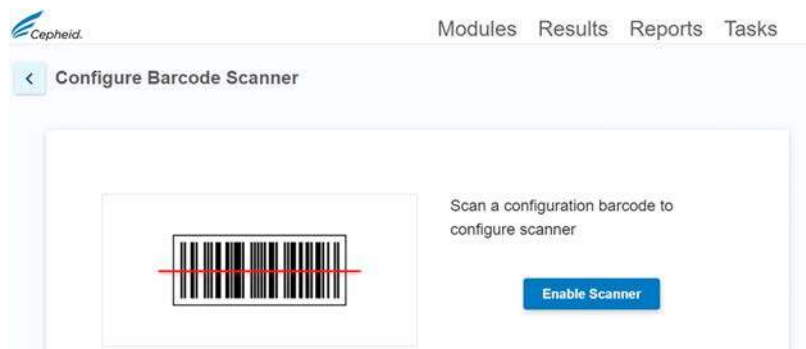 Cepheid.
Modules Results Reports Tasks
Configure Barcode Scanner
Scan a configuration barcode to
configure scanner
Enable Scanner